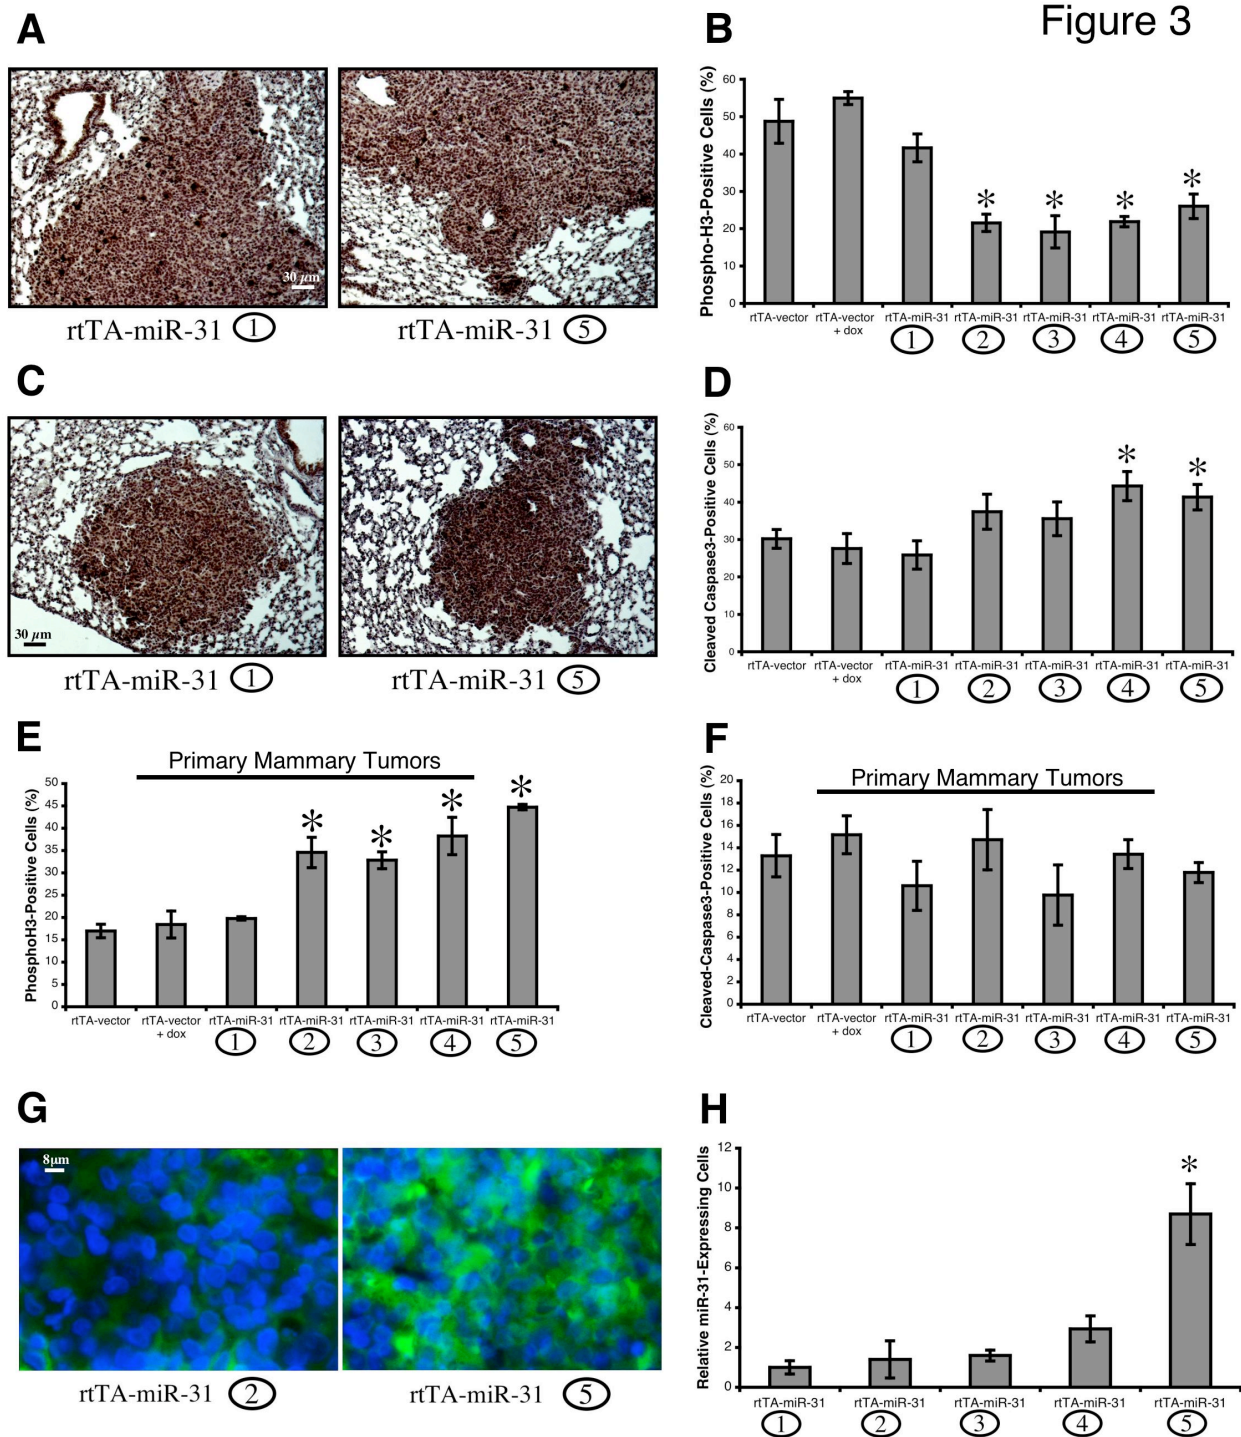 Figure 3
A
30 µm
rtTA-miR-31 1
rtTA-miR-31 5
B
Phospho-H3-Positive Cells (%)
60
50
40
30
20
10
0
* * * *
rtTA-vector rtTA-vector rtTA-miR-31 rtTA-miR-31 rtTA-miR-31 rtTA-miR-31 rtTA-miR-31
+ dox
1 2 3 4 5
C
30 µm
rtTA-miR-31 1
rtTA-miR-31 5
D
Cleaved Caspase3-Positive Cells (%)
60
50
40
30
20
10
0
* *
rtTA-vector rtTA-vector rtTA-miR-31 rtTA-miR-31 rtTA-miR-31 rtTA-miR-31 rtTA-miR-31
+ dox
1 2 3 4 5
E
Primary Mammary Tumors
PhosphoH3-Positive Cells (%)
50
45
40
35
30
25
20
15
10
5
0
* * * *
rtTA-vector rtTA-vector rtTA-miR-31 rtTA-miR-31 rtTA-miR-31 rtTA-miR-31 rtTA-miR-31
+ dox
1 2 3 4 5
F
Primary Mammary Tumors
Cleaved-Caspase3-Positive Cells (%)
20
18
16
14
12
10
8
6
4
2
0
rtTA-vector rtTA-vector rtTA-miR-31 rtTA-miR-31 rtTA-miR-31 rtTA-miR-31 rtTA-miR-31
+ dox
1 2 3 4 5
G
8µm
rtTA-miR-31 2
rtTA-miR-31 5
H
Relative miR-31-Expressing Cells
12
10
8
6
4
2
0
*
rtTA-miR-31 rtTA-miR-31 rtTA-miR-31 rtTA-miR-31 rtTA-miR-31
1 2 3 4 5